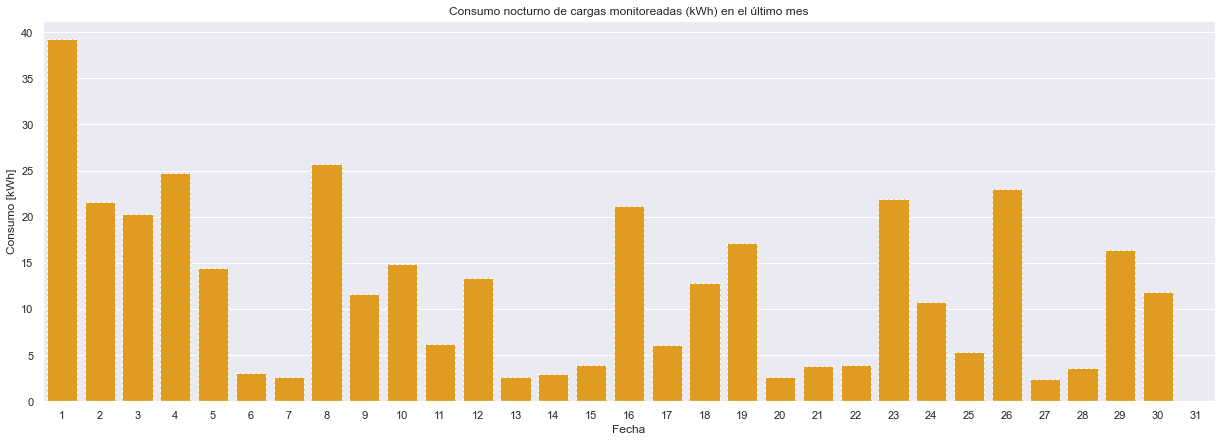 Consumo nocturno de cargas monitoreadas (kWh) en el último mes
Consumo [kWh]
40
35
30
25
20
15
10
5
0
1 2 3 4 5 6 7 8 9 10 11 12 13 14 15 16 17 18 19 20 21 22 23 24 25 26 27 28 29 30 31
Fecha